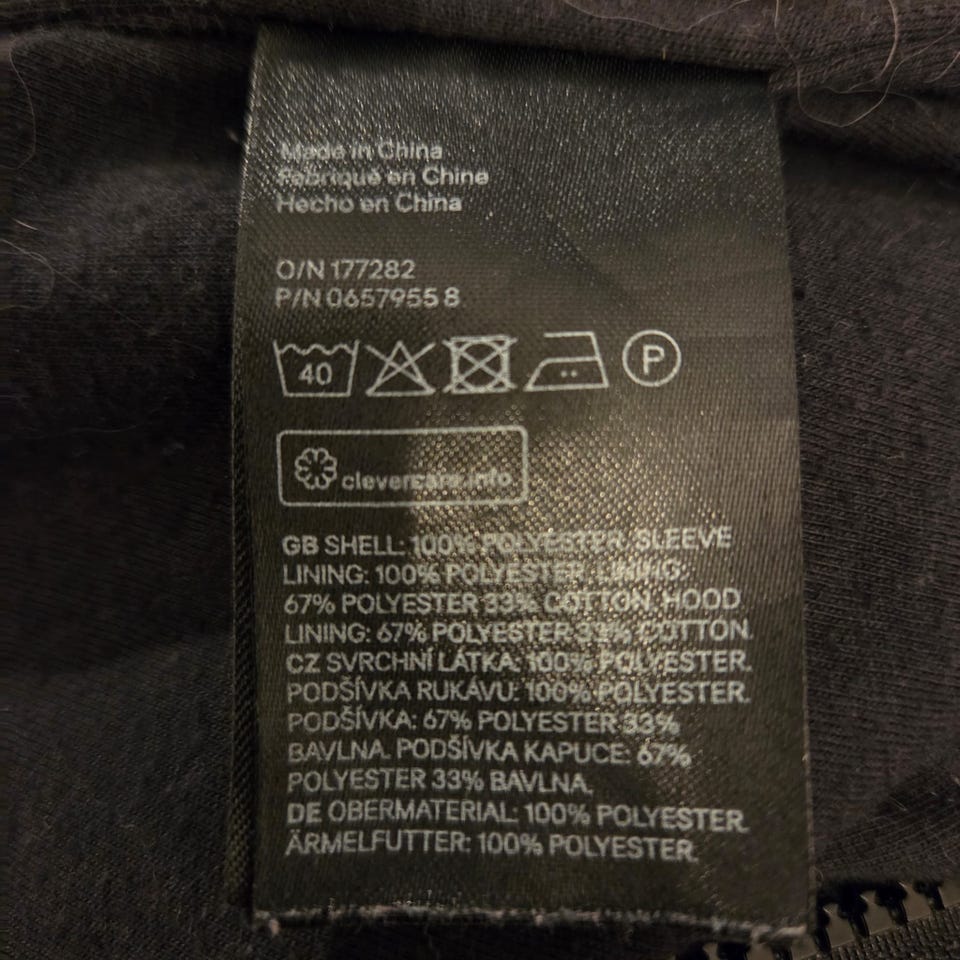 Made in China
Fabriqué en China
Hecho en China
O/N 177282
P/N 0657955 8
40 P
clevercare.info
GB SHELL: 100% POLYESTER. SLEEVE
LINING: 100% POLYESTER. LINING:
67% POLYESTER 33% COTTON. HOOD
LINING: 67% POLYESTER 33% COTTON.
CZ SVRCHNÍ LÁTKA: 100% POLYESTER.
PODŠÍVKA RUKÁVU: 100% POLYESTER.
PODŠÍVKA: 67% POLYESTER 33%
BAVLNA. PODŠÍVKA KAPUCE: 67%
POLYESTER 33% BAVLNA.
DE OBERMATERIAL: 100% POLYESTER.
ÄRMELFUTTER: 100% POLYESTER.